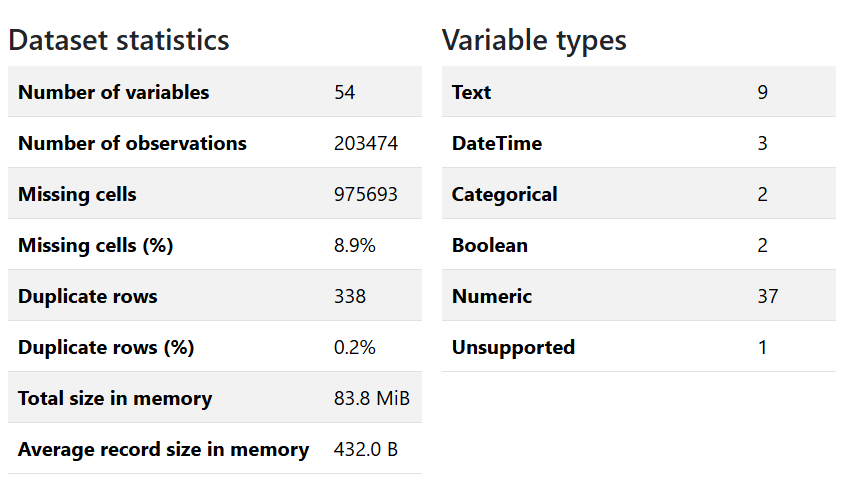 Dataset statistics
Number of variables 54
Number of observations 203474
Missing cells 975693
Missing cells (%) 8.9%
Duplicate rows 338
Duplicate rows (%) 0.2%
Total size in memory 83.8 MiB
Average record size in memory 432.0 B
Variable types
Text 9
DateTime 3
Categorical 2
Boolean 2
Numeric 37
Unsupported 1